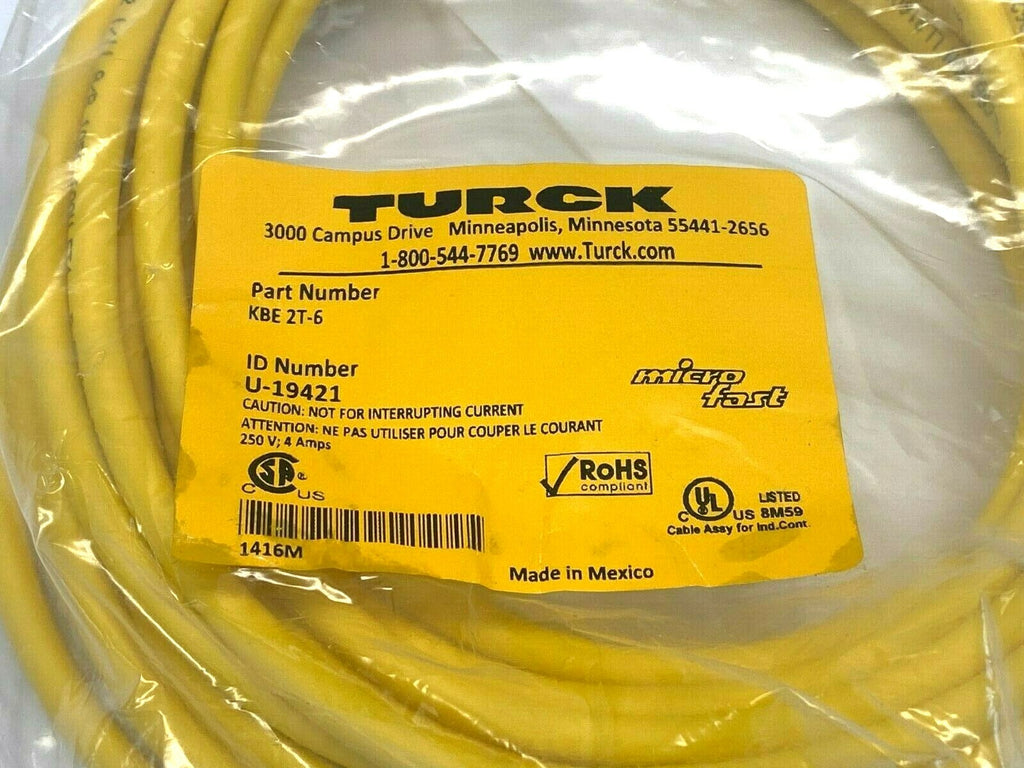 TURCK
3000 Campus Drive Minneapolis, Minnesota 55441-2656
1-800-544-7769 www.Turck.com
Part Number
KBE 2T-6
ID Number
U-19421
micro
fast
CAUTION: NOT FOR INTERRUPTING CURRENT
ATTENTION: NE PAS UTILISER POUR COUPER LE COURANT
250 V; 4 Amps
SA
C US
RoHS
compliant
UL
C US
LISTED
8M59
Cable Assy for Ind.Cont.
1416M
Made in Mexico